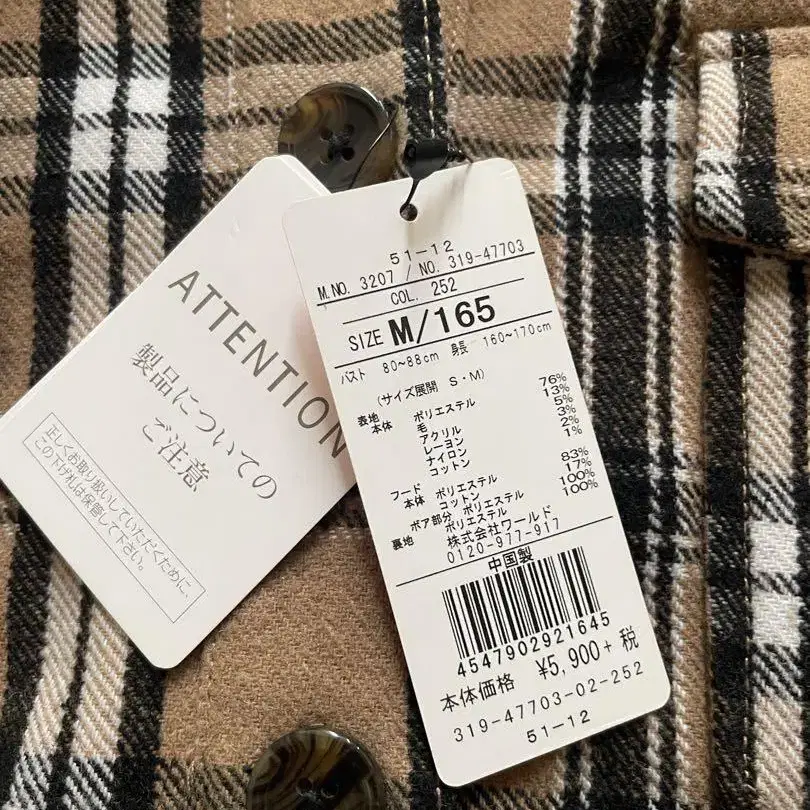 ATTENTION
製品についての
ご注意
正しくお取り扱いしていただくために、
この下げ札は保管して下さい。
51-12
M.NO. 3207 / NO. 319-47703
COL. 252
SIZE M/165
バスト 80~88cm 身長 160~170cm
(サイズ展開 S・M)
表地
本体 ポリエステル 76%
毛 13%
アクリル 5%
レーヨン 3%
ナイロン 2%
コットン 1%
フード
本体 ポリエステル 83%
コットン 17%
ボア部分 ポリエステル 100%
裏地 ポリエステル 100%
株式会社ワールド
0120-977-917
中国製
4547902921645
本体価格 ¥5,900+税
319-47703-02-252
51-12